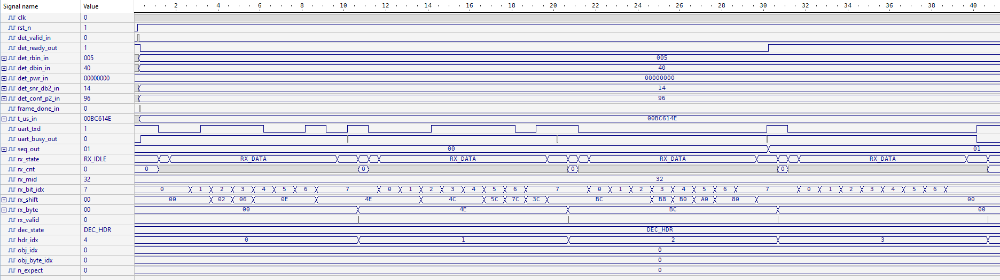 Signal name Value 2 4 6 8 10 12 14 16 18 20 22 24 26 28 30 32 34 36 38 40
clk 0
rst_n 1
det_valid_in 0
det_ready_out 1
det_rbin_in 005 005
det_dbin_in 40 40
det_pwr_in 00000000 00000000
det_snr_db2_in 14 14
det_conf_p2_in 96 96
frame_done_in 0
t_us_in 00BC614E 00BC614E
uart_txd 1
uart_busy_out 0
seq_out 01 00 01
rx_state RX_IDLE RX_DATA RX_DATA RX_DATA RX_DATA
rx_cnt 0 0 0 0 0
rx_mid 32 32
rx_bit_idx 7 0 1 2 3 4 5 6 7 0 1 2 3 4 5 6 7 0 1 2 3 4 5 6 7 0 1 2 3 4 5 6
rx_shift 00 00 02 06 0E 4E 4C 5C 7C 3C BC B8 B0 A0 80 00
rx_byte 00 00 4E BC 00
rx_valid 0
dec_state DEC_HDR DEC_HDR
hdr_idx 4 0 1 2 3
obj_idx 0 0
obj_byte_idx 0 0
n_expect 0 0